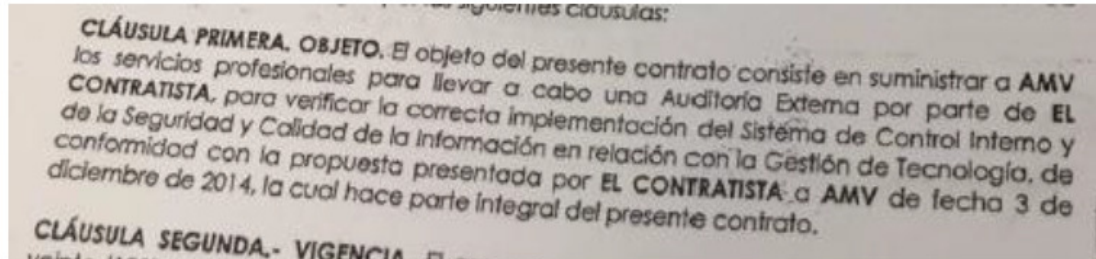 siguientes cláusulas:
CLÁUSULA PRIMERA. OBJETO. El objeto del presente contrato consiste en suministrar a AMV
los servicios profesionales para llevar a cabo una Auditoría Externa por parte de EL
CONTRATISTA, para verificar la correcta implementación del Sistema de Control Interno y
de la Seguridad y Calidad de la Información en relación con la Gestión de Tecnología, de
conformidad con la propuesta presentada por EL CONTRATISTA a AMV de fecha 3 de
diciembre de 2014, la cual hace parte integral del presente contrato.
CLÁUSULA SEGUNDA.- VIGENCIA.